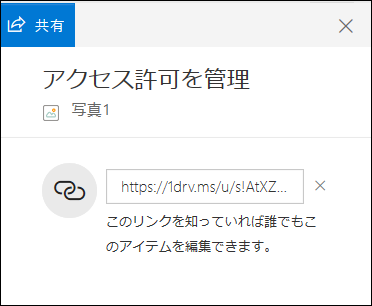 共有
アクセス許可を管理
写真1
https://1drv.ms/u/s!AtXZ...
このリンクを知っていれば誰でもこ
のアイテムを編集できます。